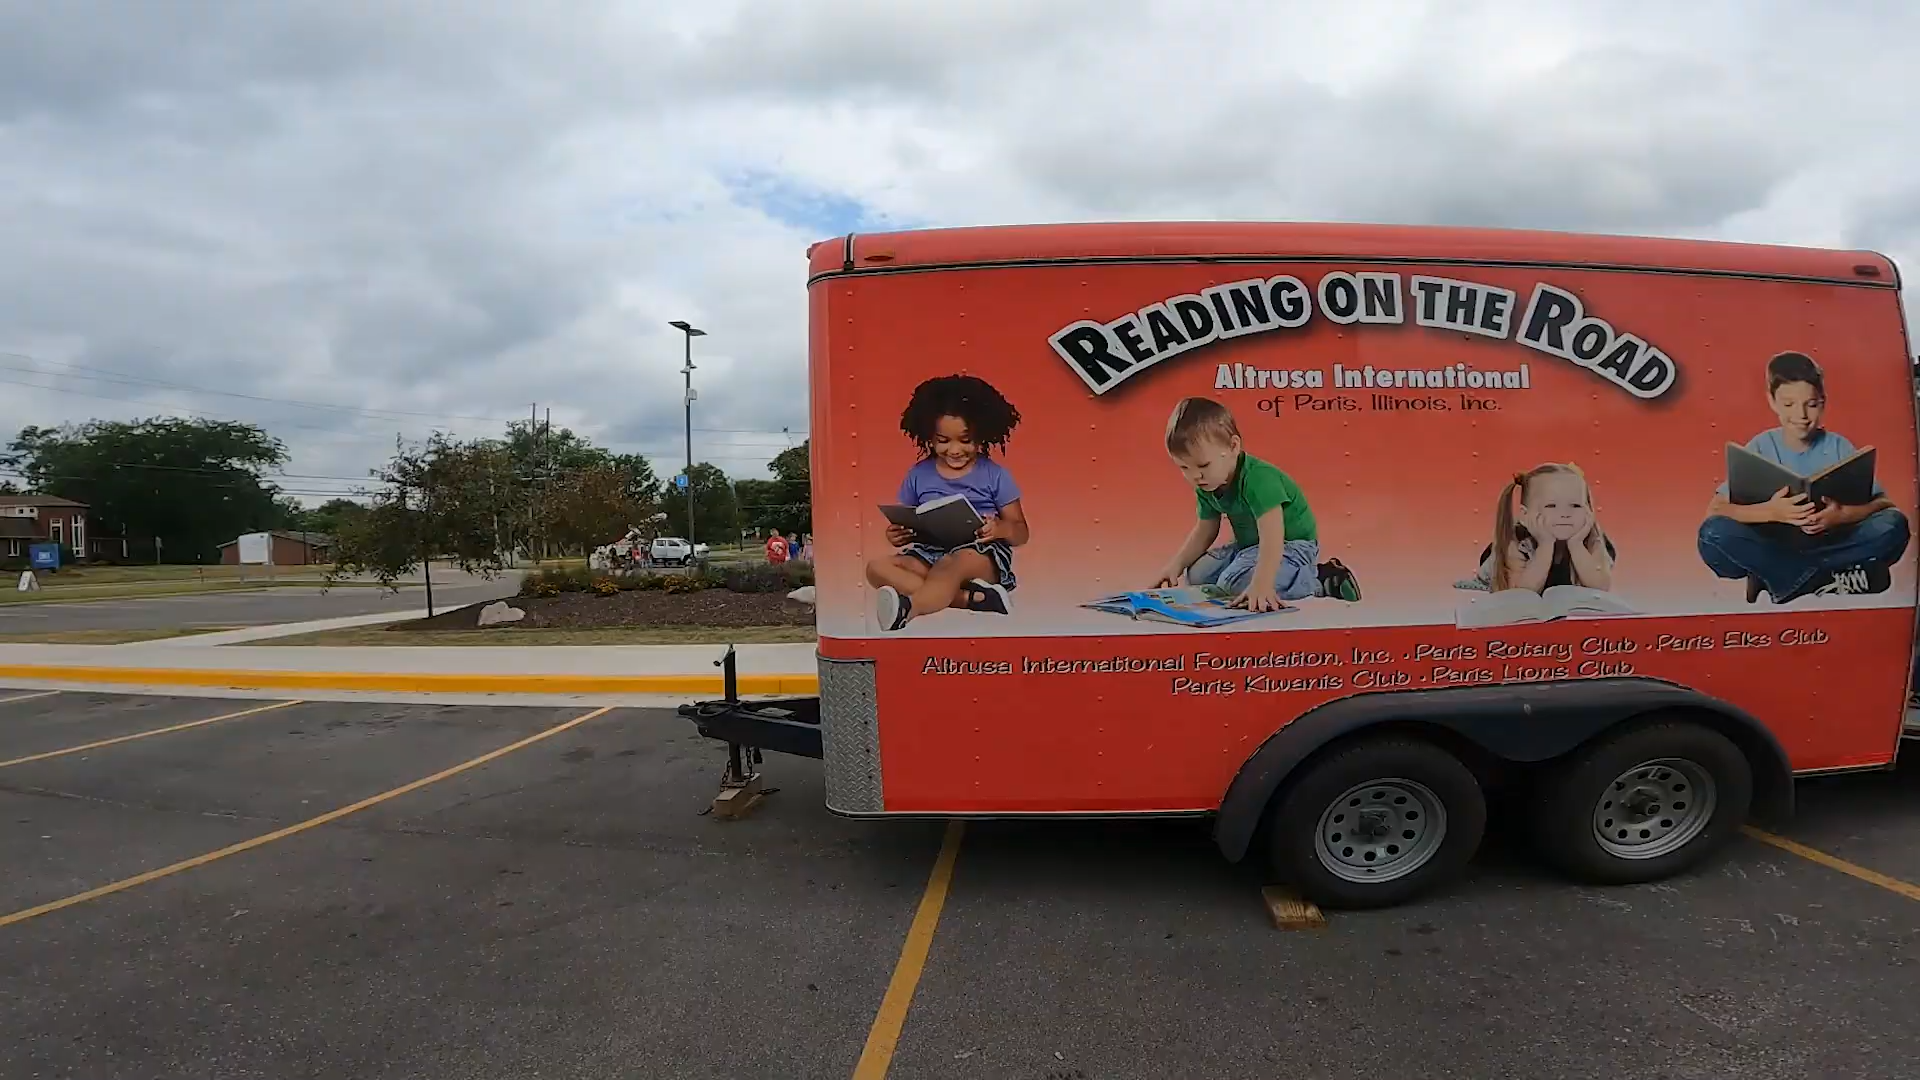 READING ON THE ROAD
Altrusa International
of Paris, Illinois, Inc.
Altrusa International Foundation, Inc. · Paris Rotary Club · Paris Elks Club
Paris Kiwanis Club · Paris Lions Club